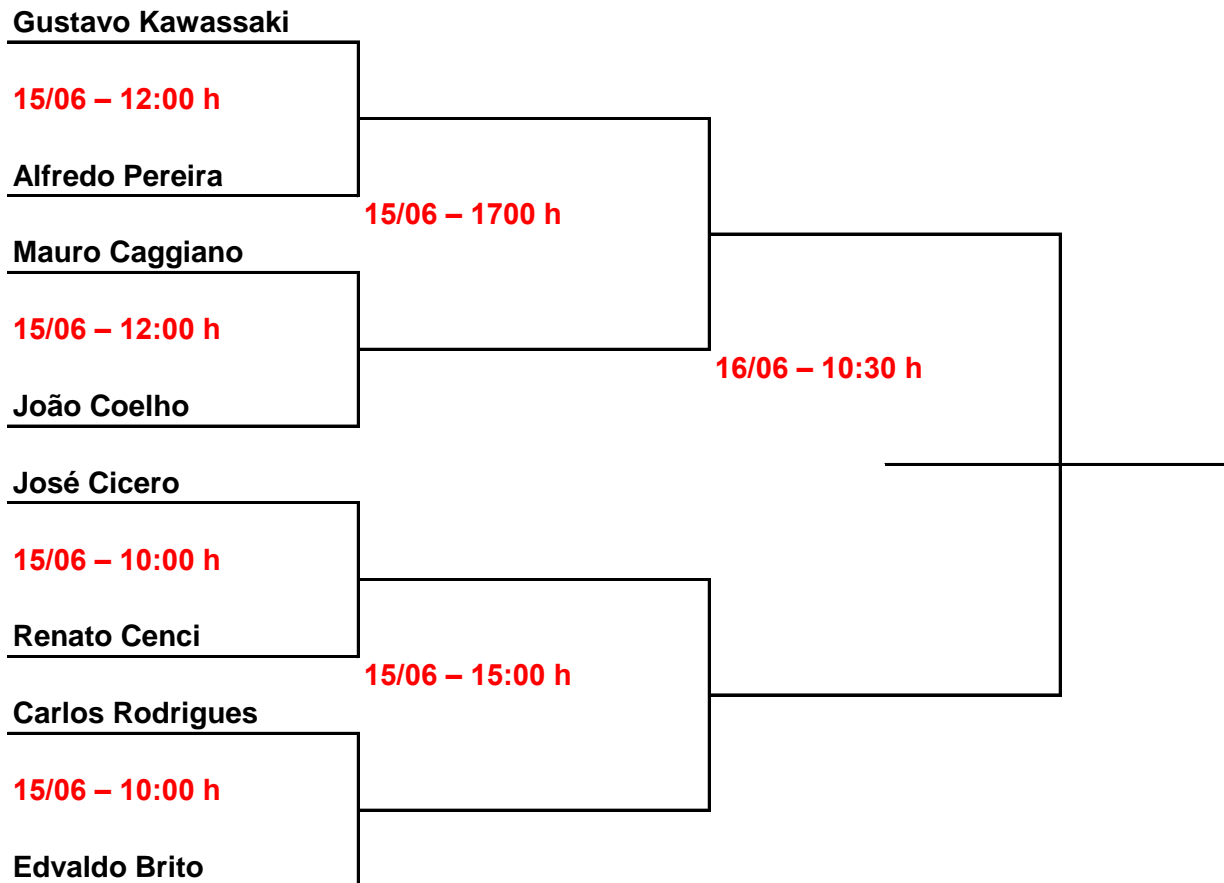 Gustavo Kawassaki
15/06 – 12:00 h
Alfredo Pereira
15/06 – 1700 h
Mauro Caggiano
15/06 – 12:00 h
16/06 – 10:30 h
João Coelho
José Cicero
15/06 – 10:00 h
Renato Cenci
15/06 – 15:00 h
Carlos Rodrigues
15/06 – 10:00 h
Edvaldo Brito